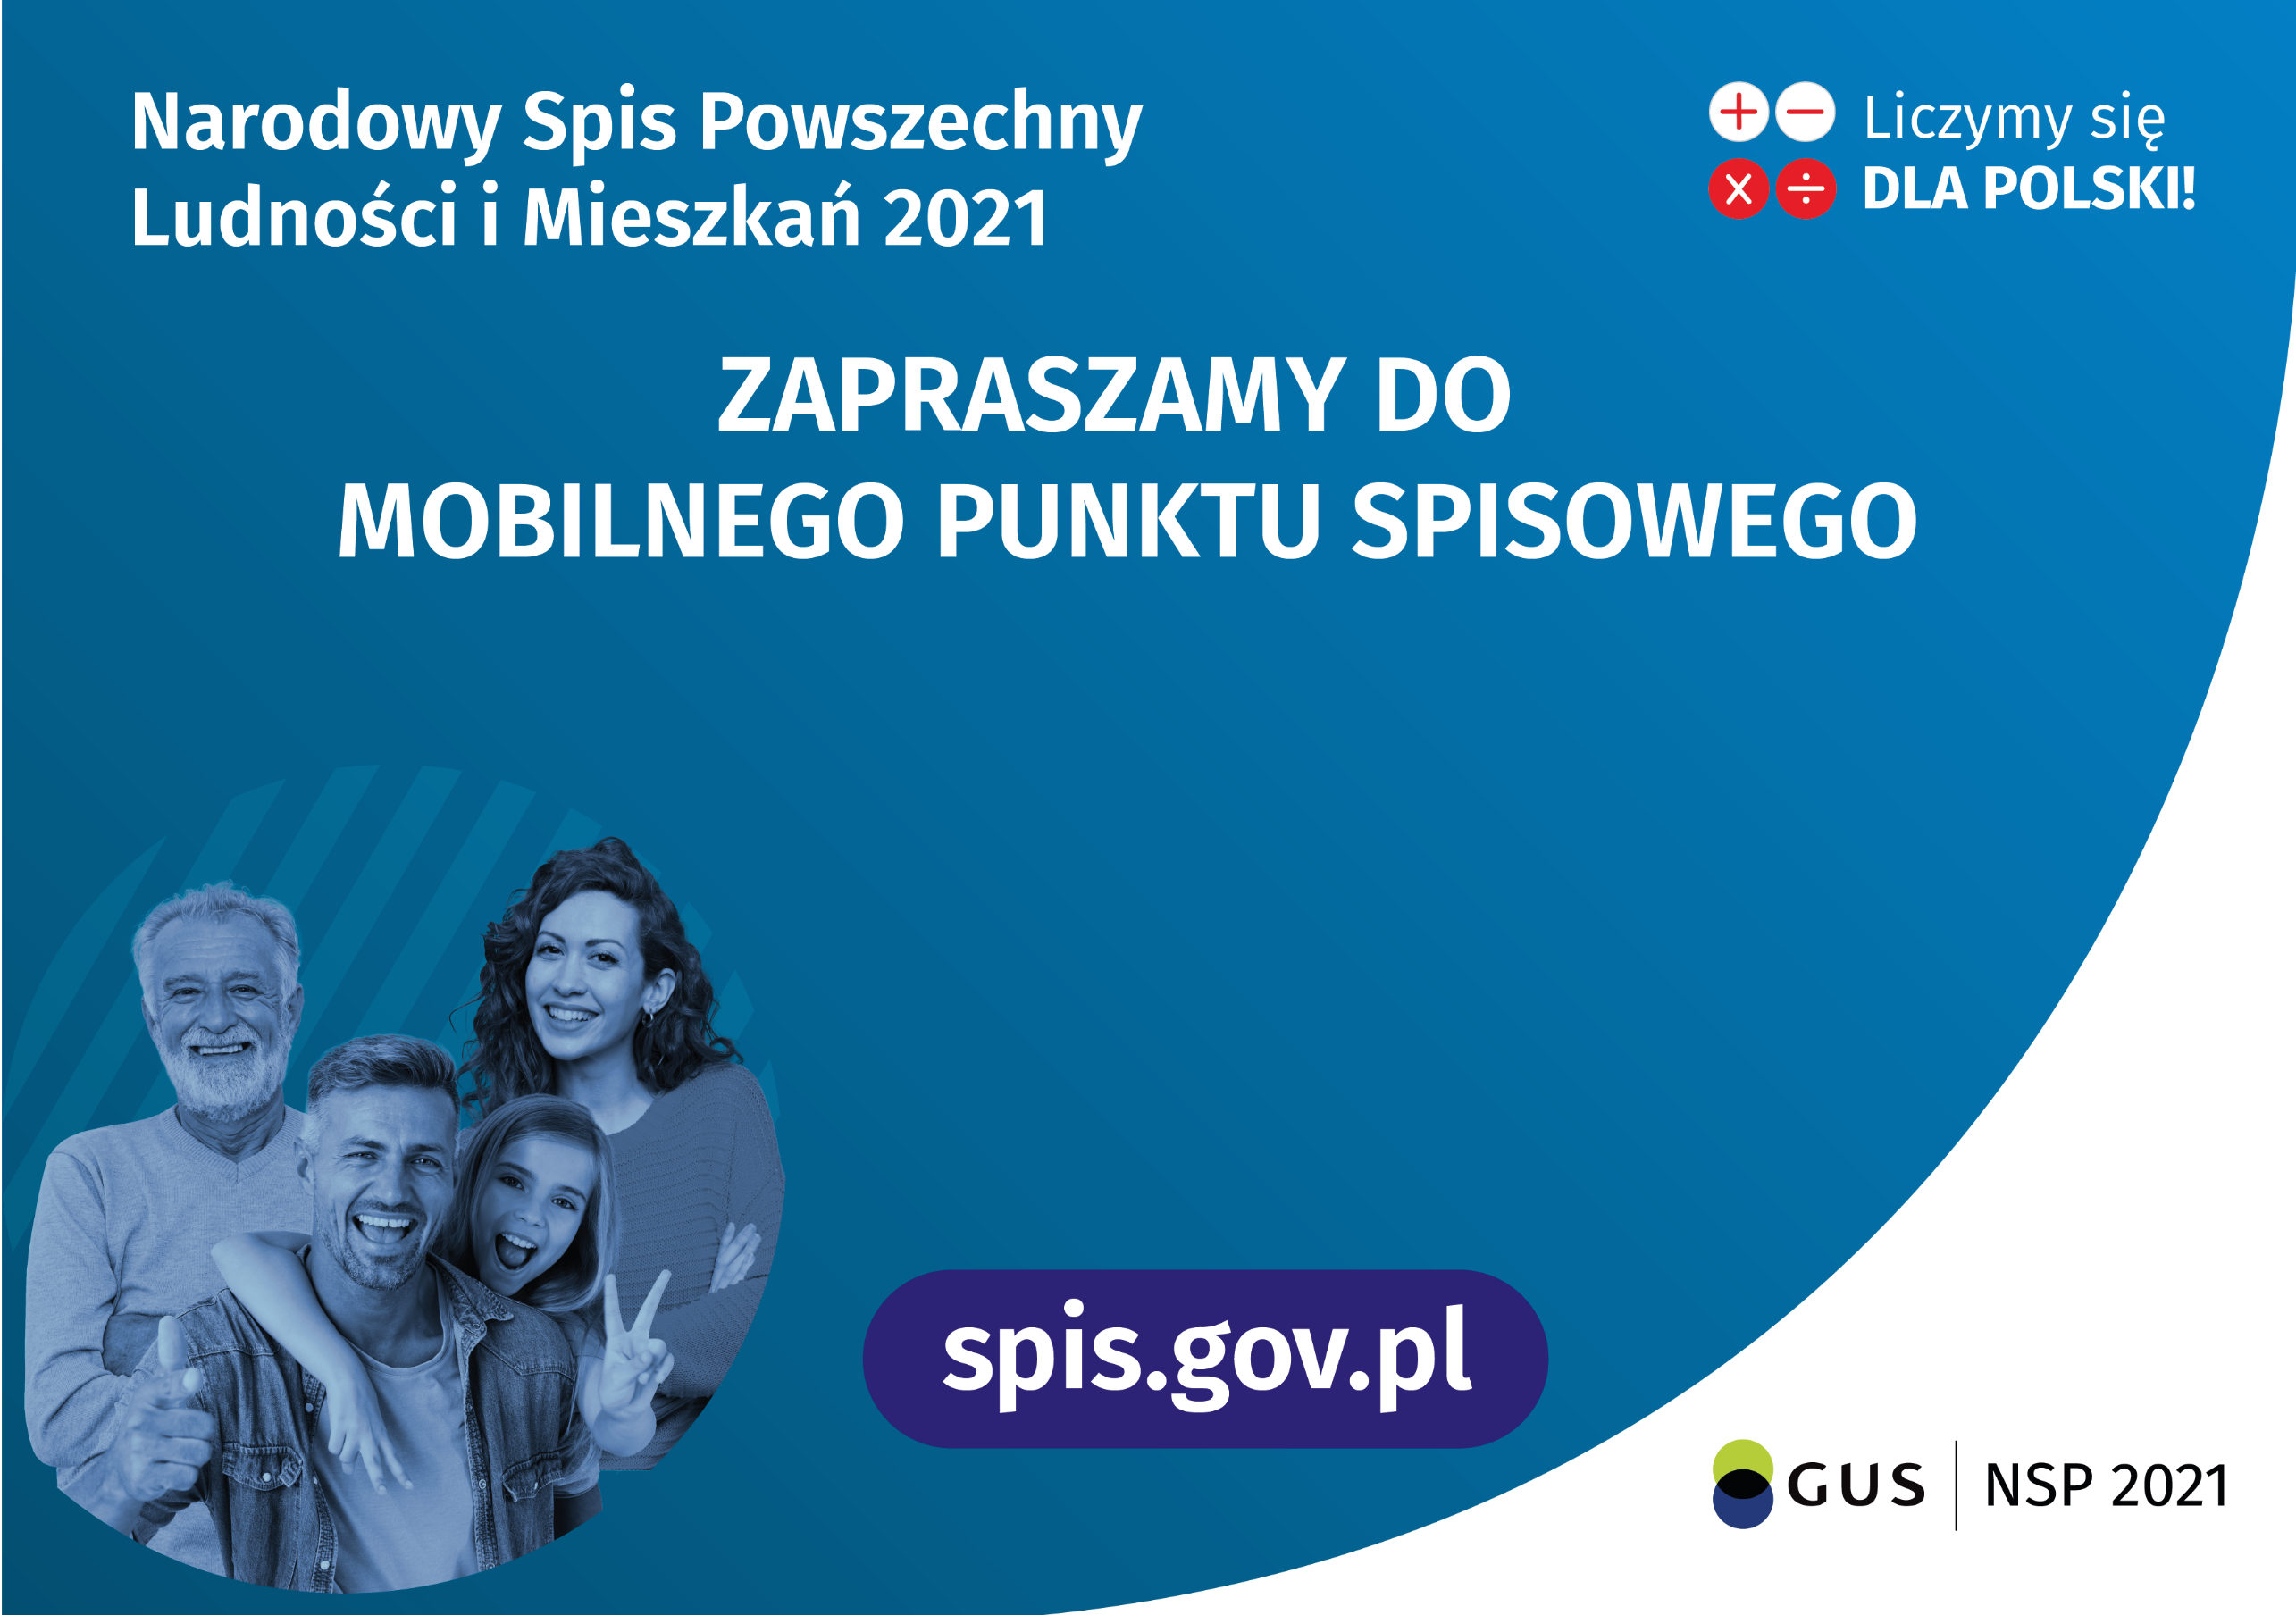 Narodowy Spis Powszechny
Ludności i Mieszkań 2021
Liczymy się
DLA POLSKI!
ZAPRASZAMY DO
MOBILNEGO PUNKTU SPISOWEGO
spis.gov.pl
GUS | NSP 2021